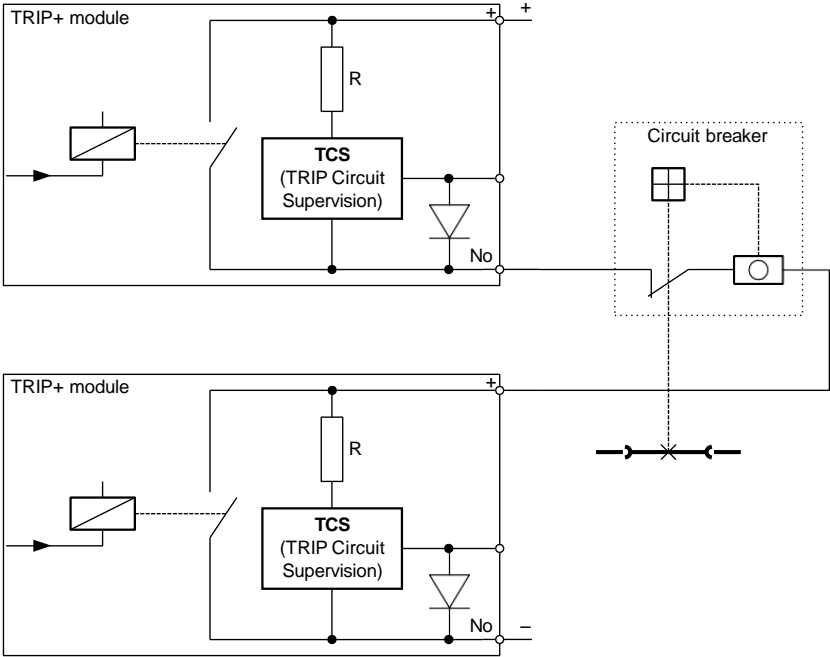 TRIP+ module
+ +
R
TCS
(TRIP Circuit
Supervision)
No
Circuit breaker
TRIP+ module
+
R
TCS
(TRIP Circuit
Supervision)
No –